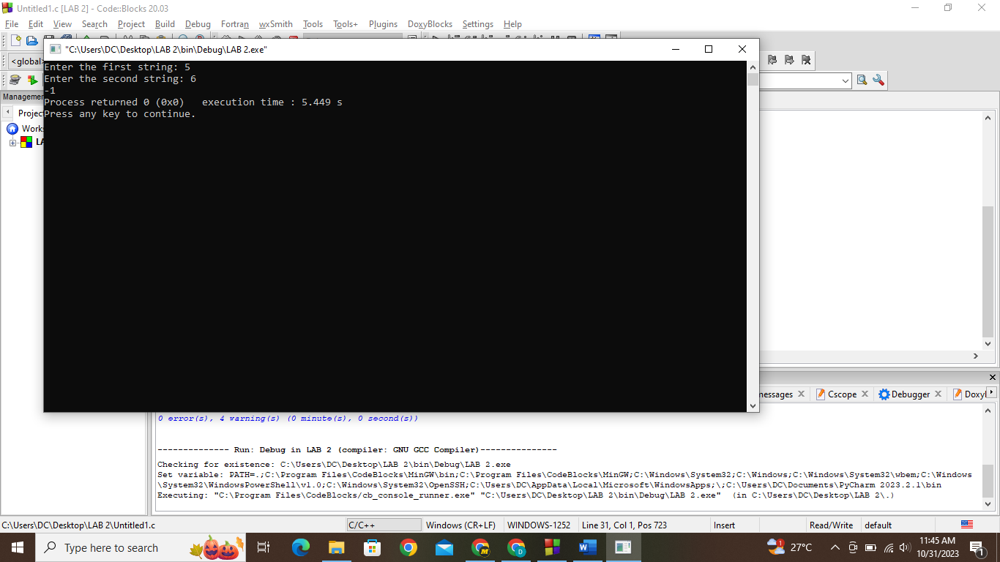 Untitled1.c [LAB 2] - Code::Blocks 20.03
File Edit View Search Project Build Debug Fortran wxSmith Tools Tools+ Plugins DoxyBlocks Settings Help
"C:\Users\DC\Desktop\LAB 2\bin\Debug\LAB 2.exe"
<global>
Enter the first string: 5
Enter the second string: 6
-1
Process returned 0 (0x0)   execution time : 5.449 s
Press any key to continue.
Cscope
Debugger
0 error(s), 4 warning(s) (0 minute(s), 0 second(s))
-------------- Run: Debug in LAB 2 (compiler: GNU GCC Compiler)---------------
Checking for existence: C:\Users\DC\Desktop\LAB 2\bin\Debug\LAB 2.exe
Set variable: PATH=.;C:\Program Files\CodeBlocks\MinGW\bin;C:\Program Files\CodeBlocks\MinGW;C:\Windows\System32;C:\Windows;C:\Windows\System32\wbem;C:\Windows
\System32\WindowsPowerShell\v1.0;C:\Windows\System32\OpenSSH;C:\Users\DC\AppData\Local\Microsoft\WindowsApps;\;C:\Users\DC\Documents\PyCharm 2023.2.1\bin
Executing: "C:\Program Files\CodeBlocks/cb_console_runner.exe" "C:\Users\DC\Desktop\LAB 2\bin\Debug\LAB 2.exe"  (in C:\Users\DC\Desktop\LAB 2\.)
C:\Users\DC\Desktop\LAB 2\Untitled1.c C/C++ Windows (CR+LF) WINDOWS-1252 Line 31, Col 1, Pos 723 Insert Read/Write default
Type here to search
1
27°C
11:45 AM
10/31/2023
1